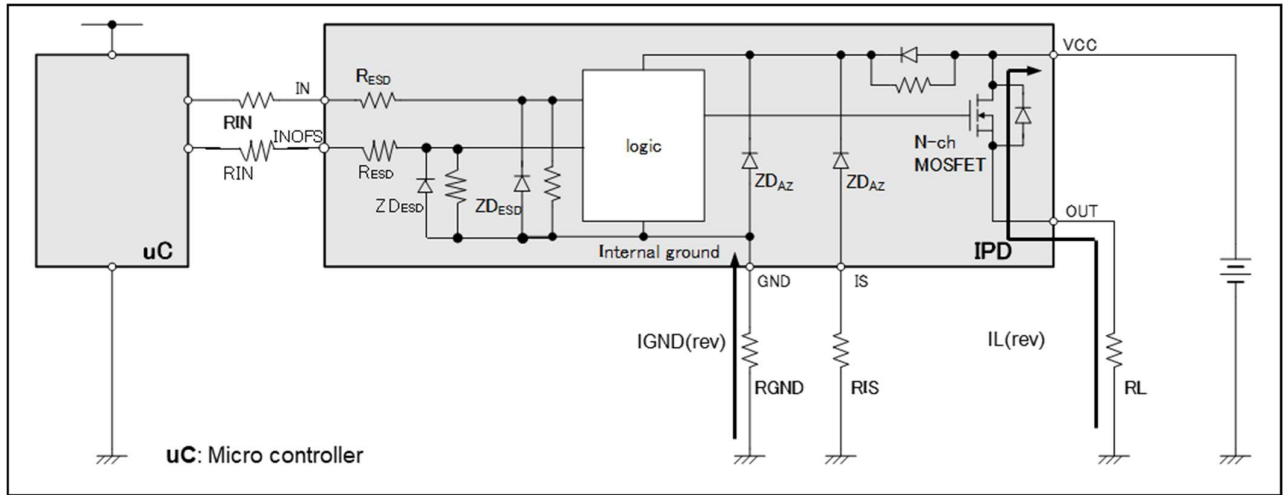 VCC
RESD
IN
RIN
INOFS
RIN
RESD
logic
N-ch
MOSFET
ZDAZ
ZDAZ
ZDESD
ZDESD
OUT
uC
Internal ground
IPD
GND
IS
IGND(rev)
IL(rev)
RGND
RIS
RL
uC: Micro controller